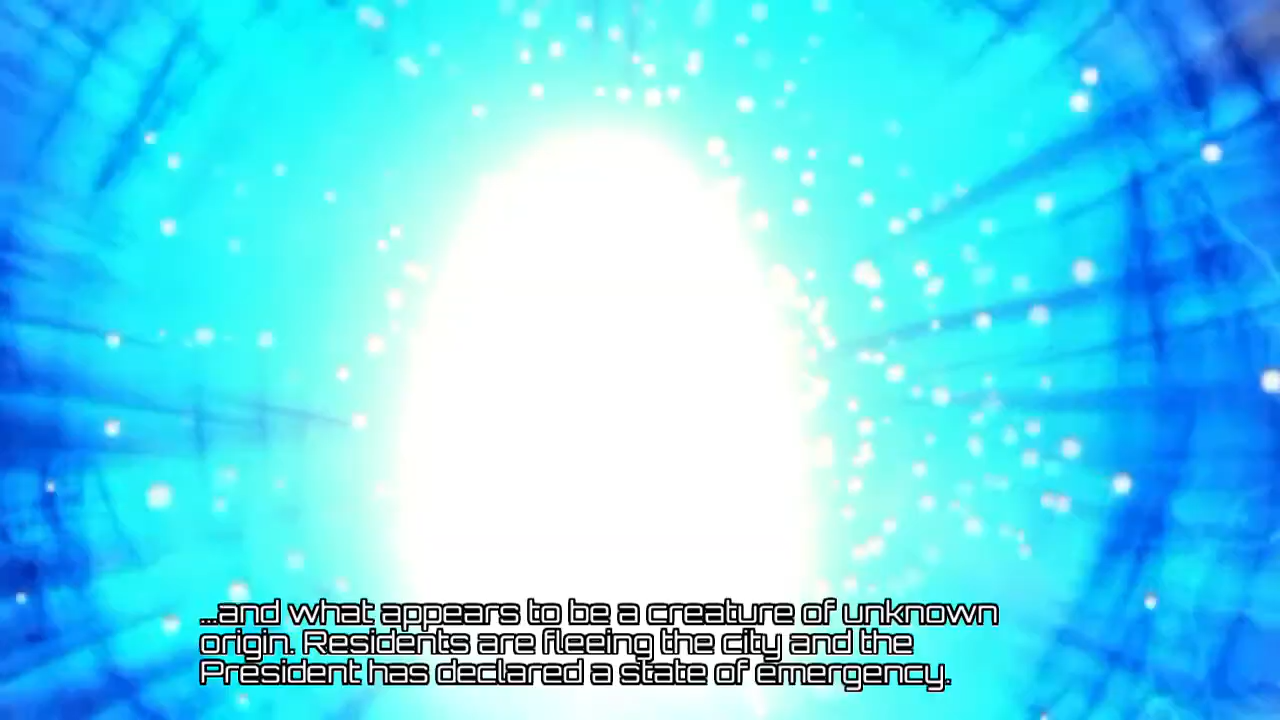 ...and what appears to be a creature of unknown
origin. Residents are fleeing the city and the
President has declared a state of emergency.